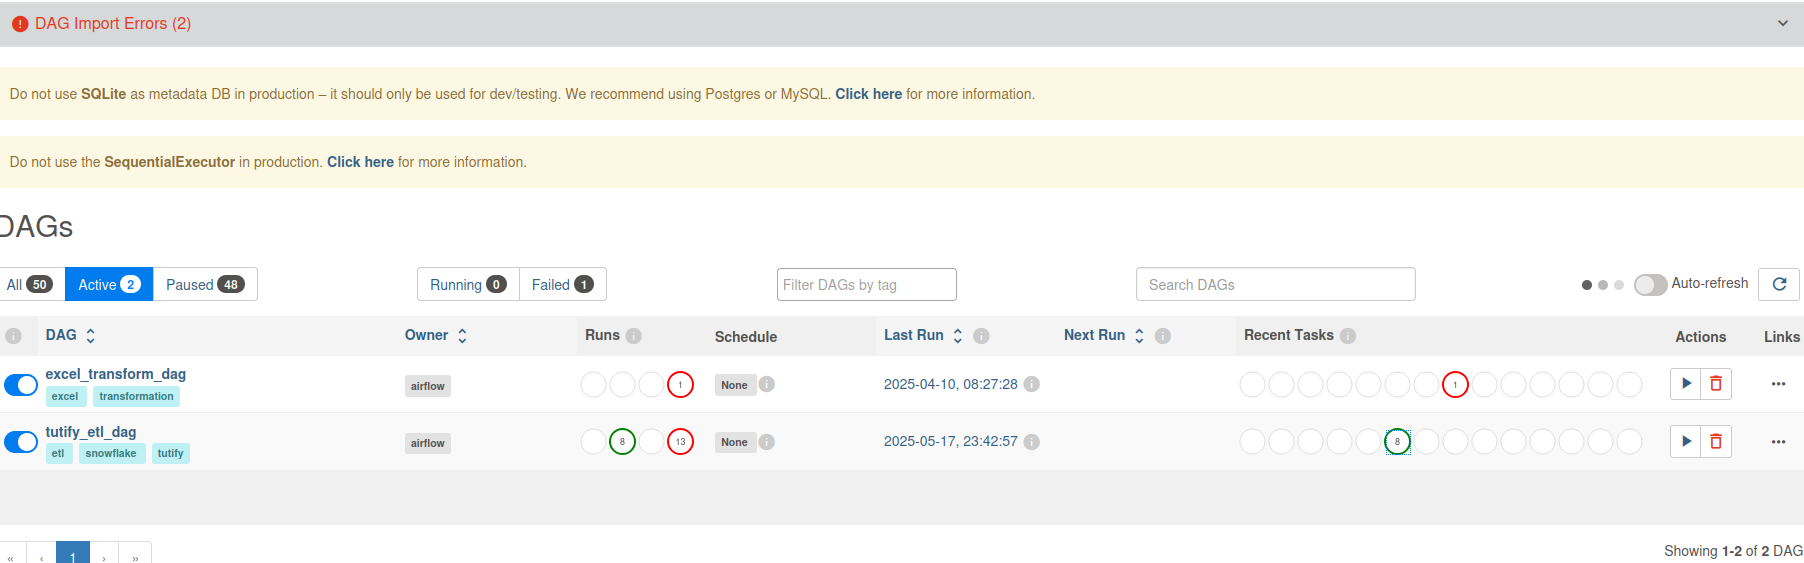 DAG Import Errors (2)
Do not use SQLite as metadata DB in production – it should only be used for dev/testing. We recommend using Postgres or MySQL. Click here for more information.
Do not use the SequentialExecutor in production. Click here for more information.
DAGs
All 50 Active 2 Paused 48 Running 0 Failed 1 Filter DAGs by tag Search DAGs Auto-refresh
DAG Owner Runs Schedule Last Run Next Run Recent Tasks Actions Links
excel_transform_dag
airflow 1 None 2025-04-10, 08:27:28 1
excel transformation
tutify_etl_dag
airflow 8 13 None 2025-05-17, 23:42:57 8
etl snowflake tutify
« ‹ 1 › »
Showing 1-2 of 2 DAG